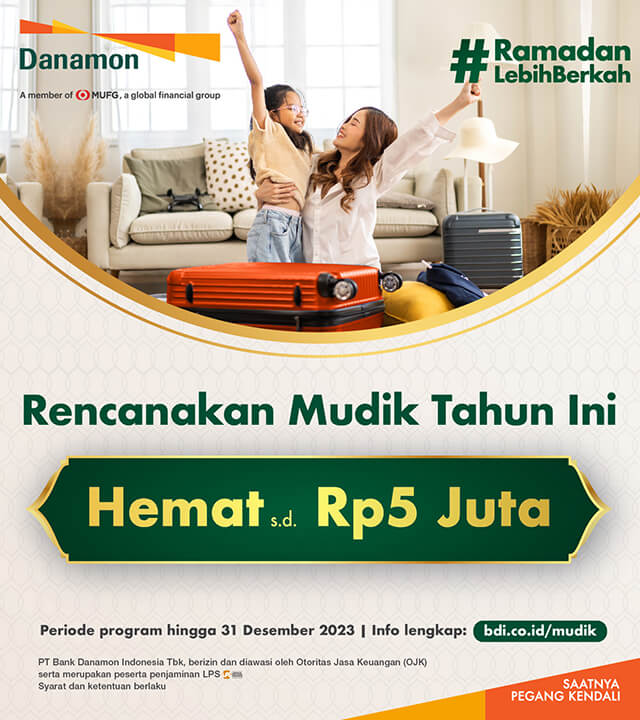 Danamon
A member of MUFG, a global financial group
#Ramadan
LebihBerkah
Rencanakan Mudik Tahun Ini
Hemat s.d. Rp5 Juta
Periode program hingga 31 Desember 2023 | Info lengkap: bdi.co.id/mudik
PT Bank Danamon Indonesia Tbk, berizin dan diawasi oleh Otoritas Jasa Keuangan (OJK)
serta merupakan peserta penjaminan LPS
Syarat dan ketentuan berlaku
SAATNYA
PEGANG KENDALI